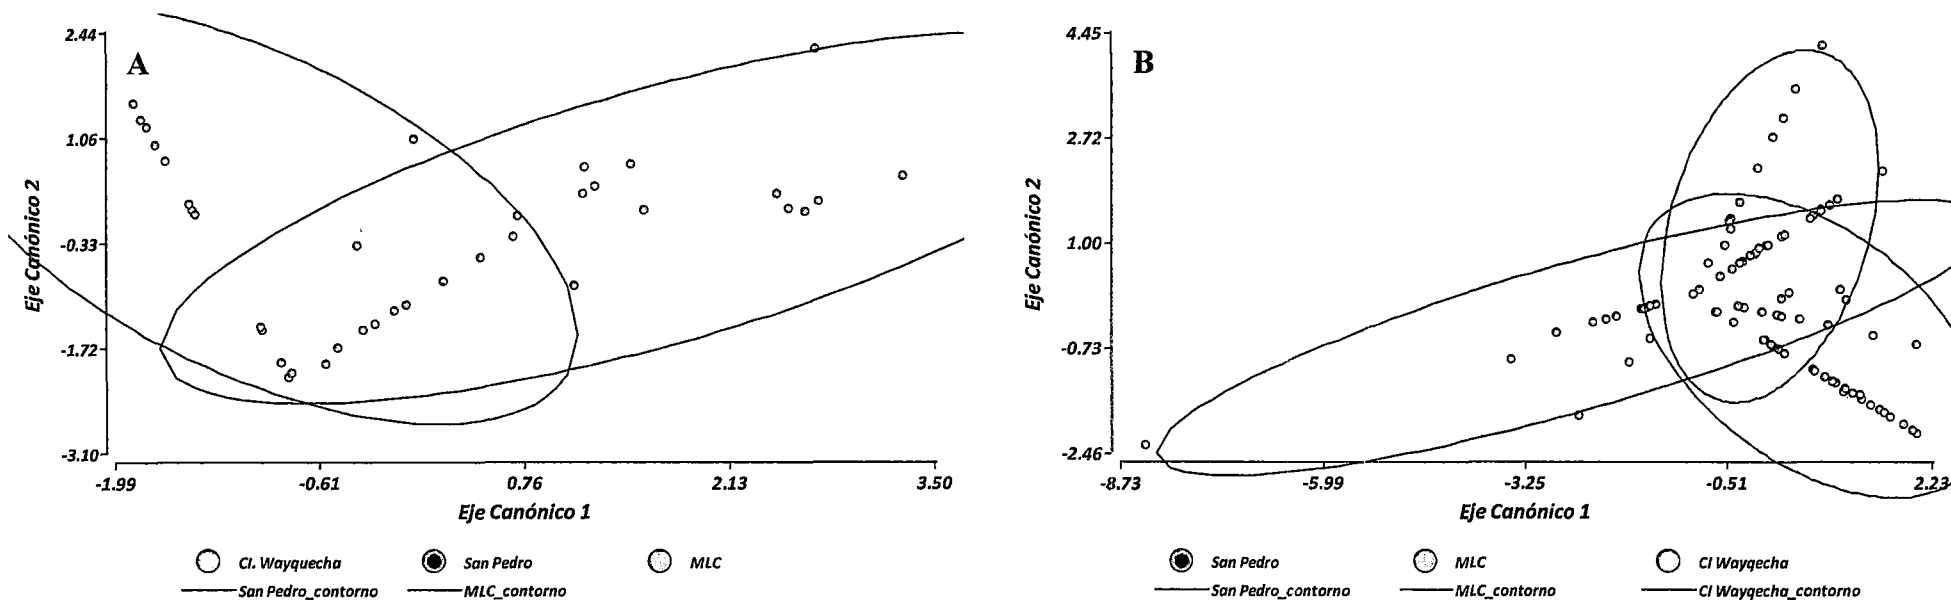 A
2.44
1.06
-0.33
-1.72
-3.10
Eje Canónico 2
-1.99 -0.61 0.76 2.13 3.50
Eje Canónico 1
CI. Wayquecha San Pedro MLC
San Pedro_contorno MLC_contorno
B
4.45
2.72
1.00
-0.73
-2.46
Eje Canónico 2
-8.73 -5.99 -3.25 -0.51 2.23
Eje Canónico 1
San Pedro MLC CI Wayqecha
San Pedro_contorno MLC_contorno CI Wayqecha_contorno